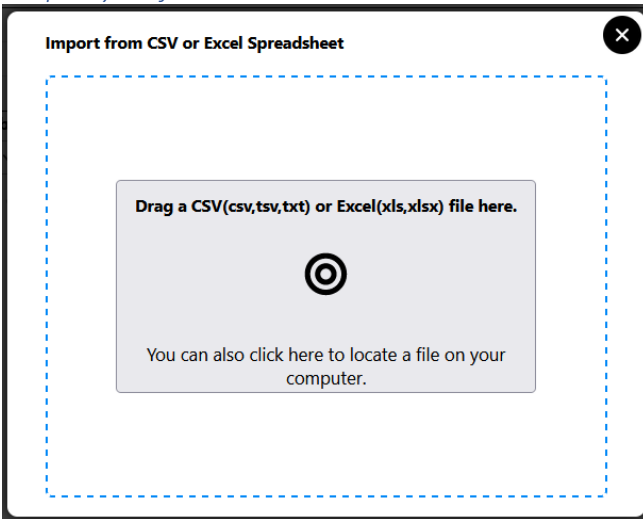 Import from CSV or Excel Spreadsheet
Drag a CSV(csv,tsv,txt) or Excel(xls,xlsx) file here.
You can also click here to locate a file on your
computer.